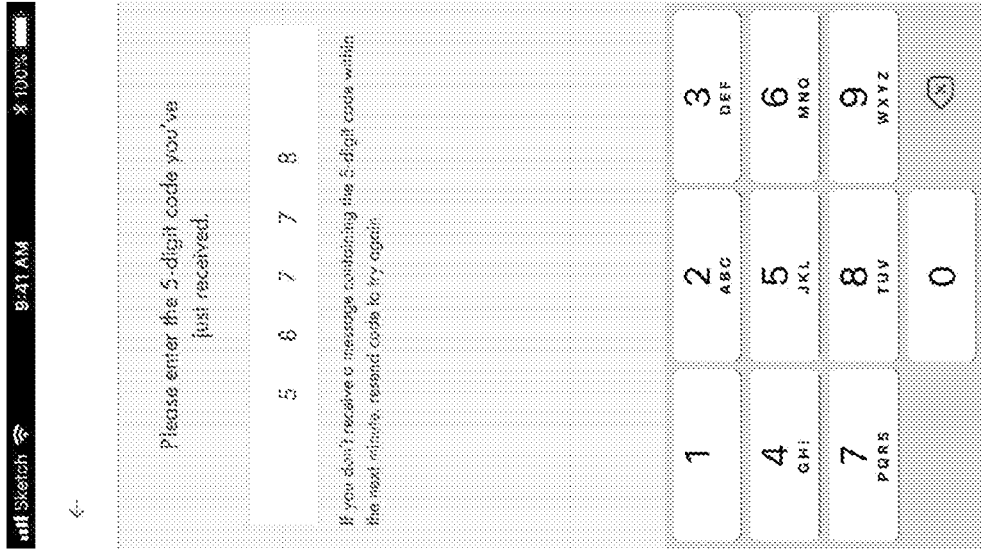 Sketch 9:41 AM 100%
Please enter the 5-digit code you've
just received.
5 6 7 7 8
If you don't receive a message containing the 5-digit code within
the next minute, resend code to try again
1 2 3
ABC DEF
4 5 6
GHI JKL MNO
7 8 9
PQRS TUV WXYZ
0